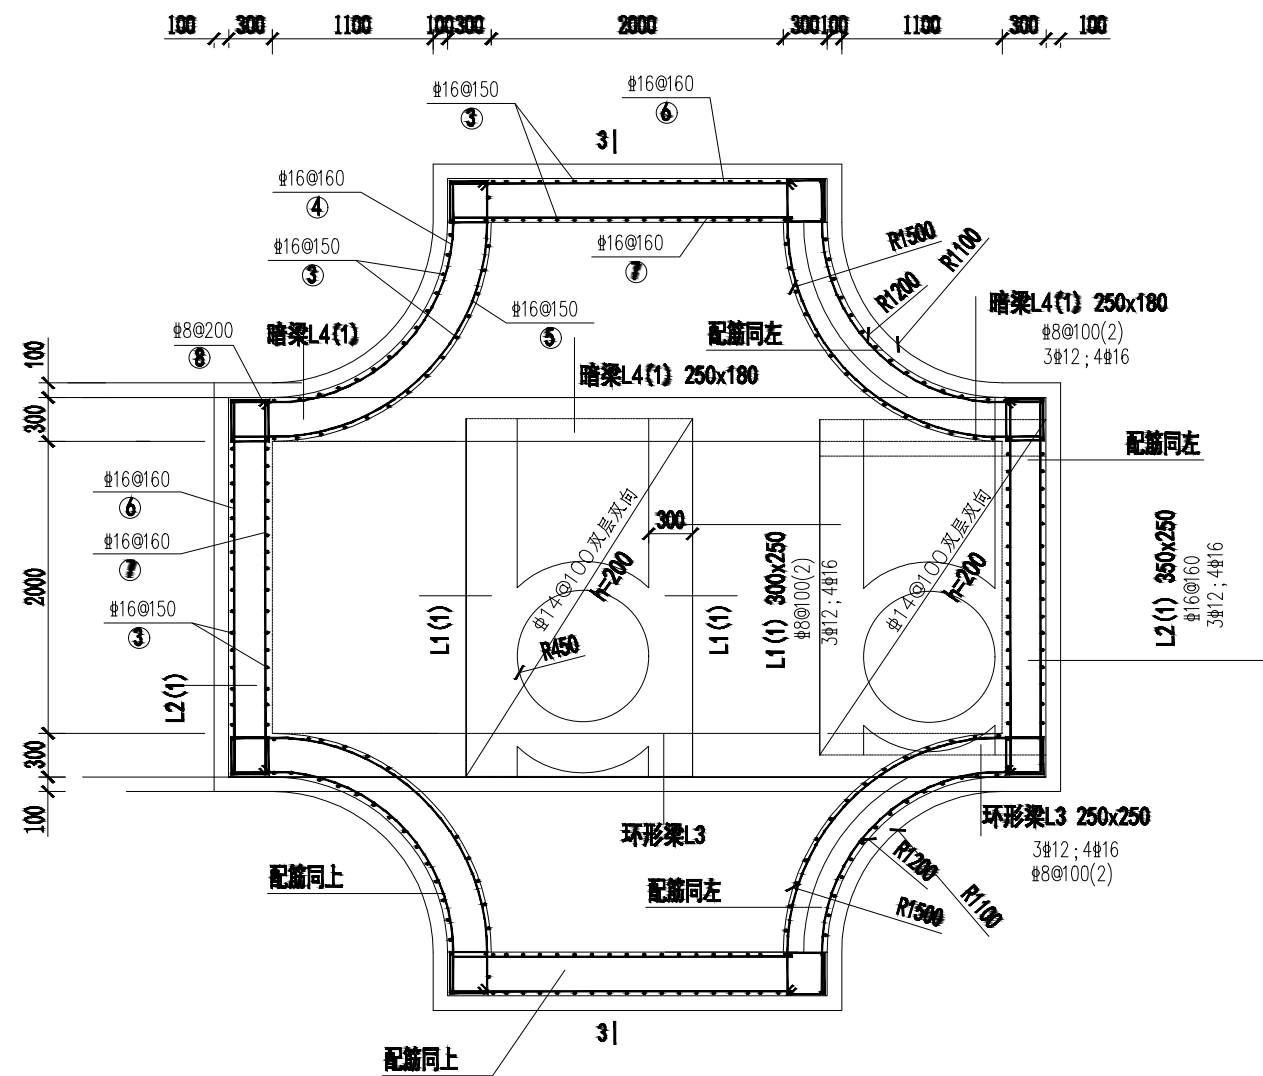 100 300 1100 100 300 2000 300 100 1100 300 100
Φ16@150
3
Φ16@160
6
3
Φ16@160
4
Φ16@150
3
Φ16@160
7
R1500
R1200
R1100
Φ16@150
5
Φ8@200
8
暗梁L4(1)
配筋同左
暗梁L4(1) 250x180
Φ8@100(2)
3Φ12;4Φ16
暗梁L4(1) 250x180
100
300
2000
300
100
配筋同左
Φ16@160
6
Φ16@160
7
Φ16@150
3
L2(1)
L1(1)
Φ14@100双层双向
h=200
R450
300
L1(1)
L1(1) 300x250
Φ8@100(2)
3Φ12;4Φ16
Φ14@100双层双向
h=200
L2(1) 350x250
Φ16@160
3Φ12;4Φ16
环形梁L3
环形梁L3 250x250
3Φ12;4Φ16
Φ8@100(2)
配筋同上
配筋同左
R1200
R1100
R1500
3
配筋同上